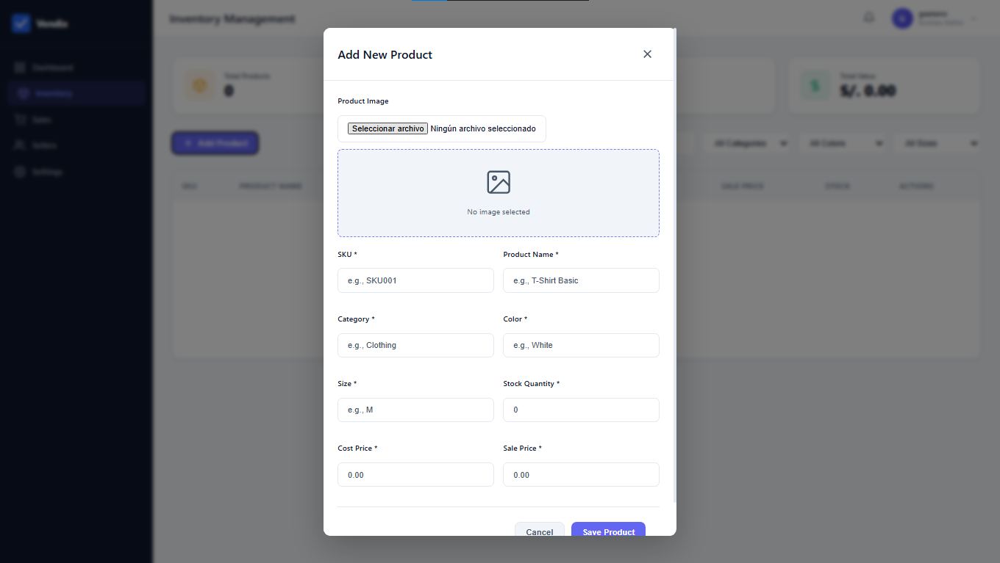 Vendix
Inventory Management
Dashboard
Inventory
Sales
Sellers
Settings
Total Products
0
Total Value
S/. 0.00
Add Product
All Categories
All Colors
All Sizes
SKU
PRODUCT NAME
SALE PRICE
STOCK
ACTIONS
Add New Product
Product Image
Seleccionar archivo Ningún archivo seleccionado
No image selected
SKU * Product Name *
e.g., SKU001 e.g., T-Shirt Basic
Category * Color *
e.g., Clothing e.g., White
Size * Stock Quantity *
e.g., M 0
Cost Price * Sale Price *
0.00 0.00
Cancel Save Product